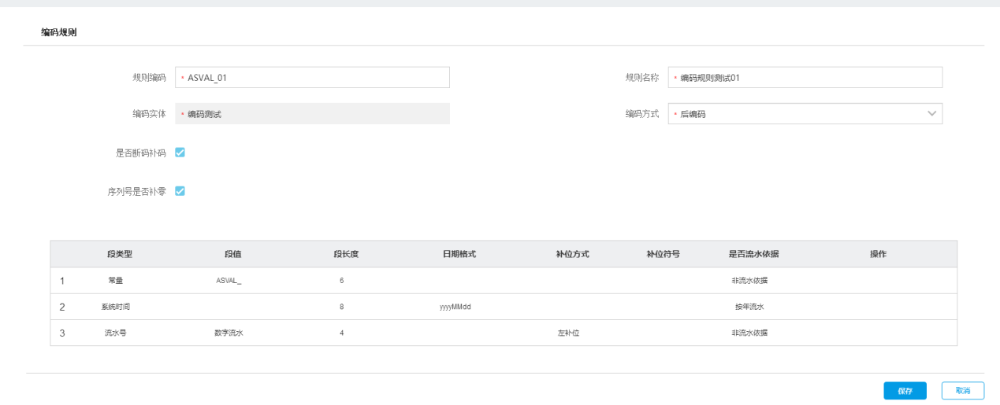 编码规则
规则编码 * ASVAL_01 规则名称 * 编码规则测试01
编码实体 * 编码测试 编码方式 * 后编码
是否断码补码
序列号是否补零
段类型 段值 段长度 日期格式 补位方式 补位符号 是否流水依据 操作
1 常量 ASVAL_ 6 非流水依据
2 系统时间 8 yyyyMMdd 按年流水
3 流水号 数字流水 4 左补位 非流水依据
保存 取消